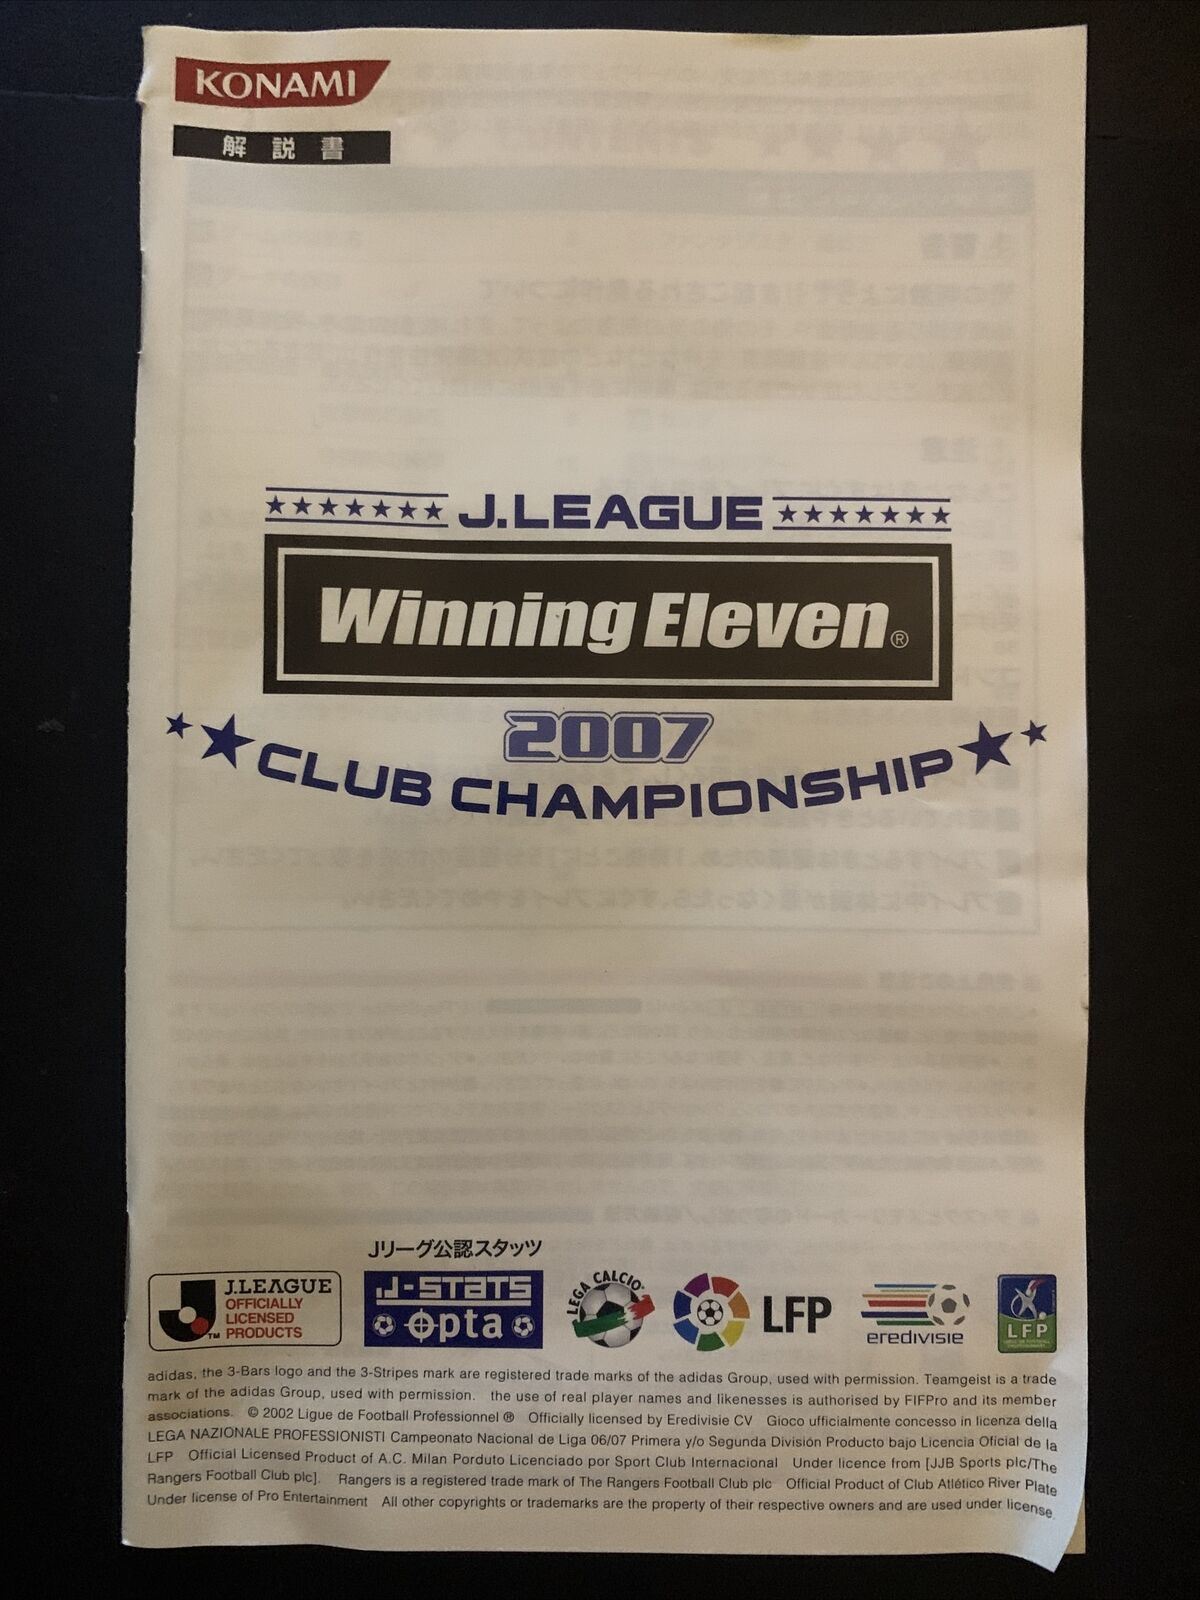 KONAMI
解説書
J.LEAGUE
Winning Eleven®
2007
CLUB CHAMPIONSHIP
Jリーグ公認スタッツ
J.LEAGUE
OFFICIALLY
LICENSED
PRODUCTS
TM
J-STATS
opta
LEGA CALCIO
LFP
eredivisie
LFP
adidas, the 3-Bars logo and the 3-Stripes mark are registered trade marks of the adidas Group, used with permission. Teamgeist is a trade
mark of the adidas Group, used with permission. the use of real player names and likenesses is authorised by FIFPro and its member
associations. © 2002 Ligue de Football Professionnel ® Officially licensed by Eredivisie CV Gioco ufficialmente concesso in licenza della
LEGA NAZIONALE PROFESSIONISTI Campeonato Nacional de Liga 06/07 Primera y/o Segunda División Producto bajo Licencia Oficial de la
LFP Official Licensed Product of A.C. Milan Porduto Licenciado por Sport Club Internacional Under licence from [JJB Sports plc/The
Rangers Football Club plc]. Rangers is a registered trade mark of The Rangers Football Club plc Official Product of Club Atlético River Plate
Under license of Pro Entertainment All other copyrights or trademarks are the property of their respective owners and are used under license.